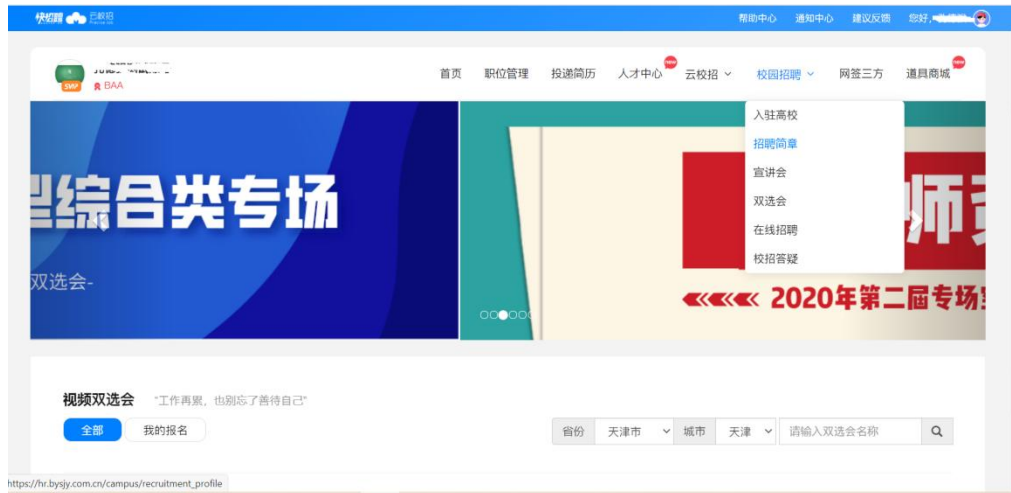 快招聘 云校招 帮助中心 通知中心 建议反馈 您好,
首页 职位管理 投递简历 人才中心 new 云校招 校园招聘 网签三方 道具商城 new
SVIP BAA
入驻高校
招聘简章
宣讲会
双选会
在线招聘
校招答疑
型综合类专场
双选会-
师资
2020年第二届专场
视频双选会 "工作再累，也别忘了善待自己"
全部 我的报名 省份 天津市 城市 天津 请输入双选会名称
https://hr.bysjy.com.cn/campus/recruitment_profile